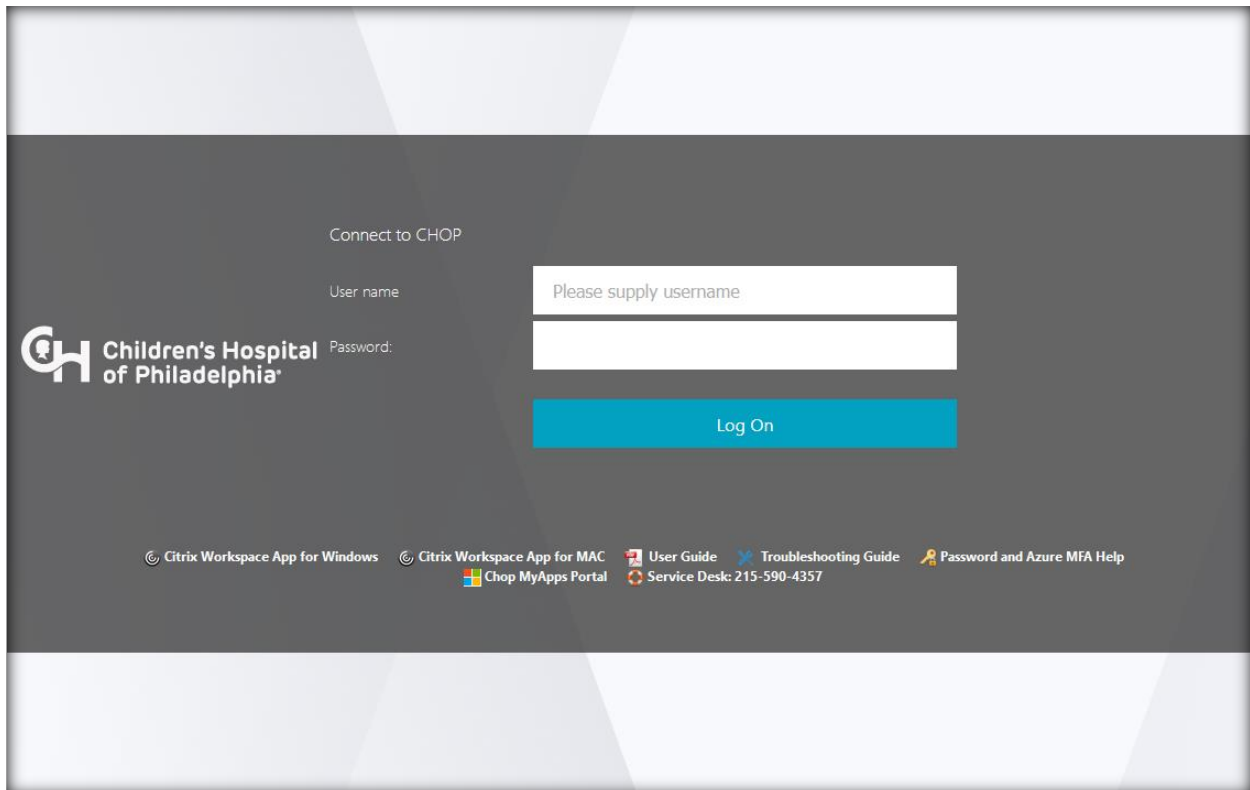 Connect to CHOP
User name
Please supply username
Children's Hospital
of Philadelphia
Password:
Log On
Citrix Workspace App for Windows Citrix Workspace App for MAC User Guide Troubleshooting Guide Password and Azure MFA Help
Chop MyApps Portal Service Desk: 215-590-4357